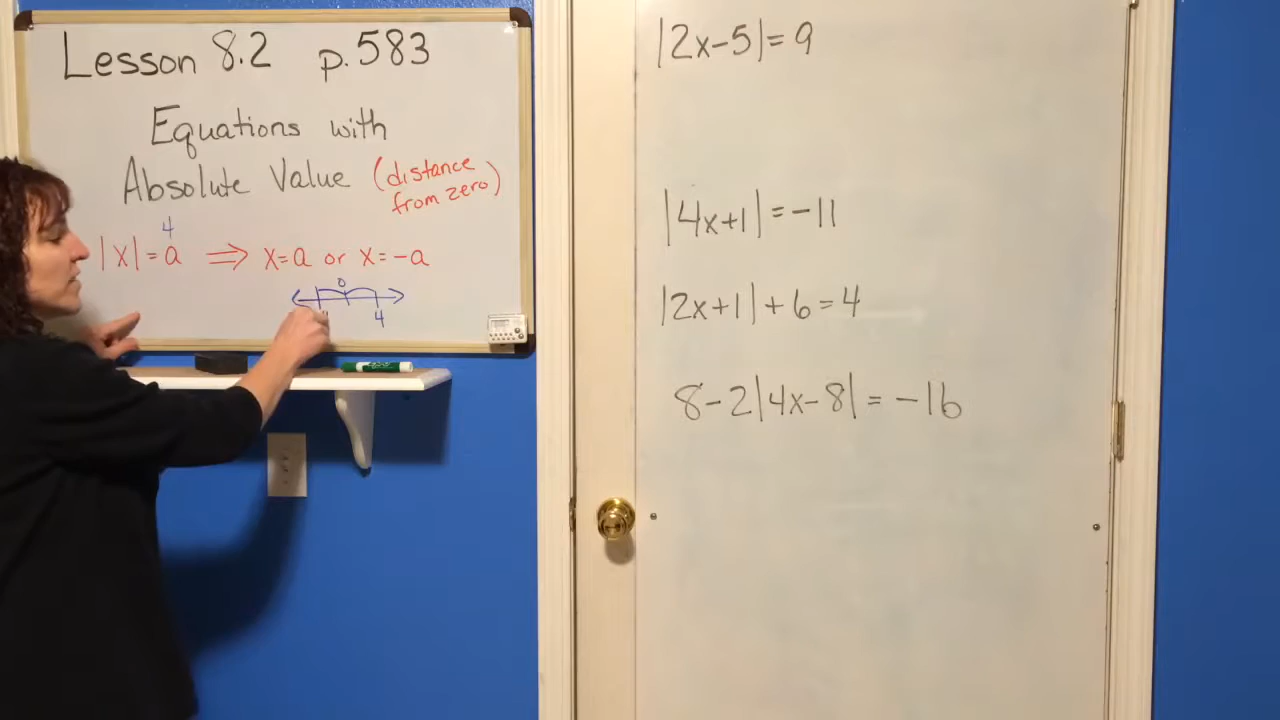 Lesson 8.2 p.583
Equations with
Absolute Value (distance from zero)
4
|x| = a ⟹ x = a or x = -a
0
4
|2x-5| = 9
|4x+1| = -11
|2x+1| + 6 = 4
8-2|4x-8| = -16